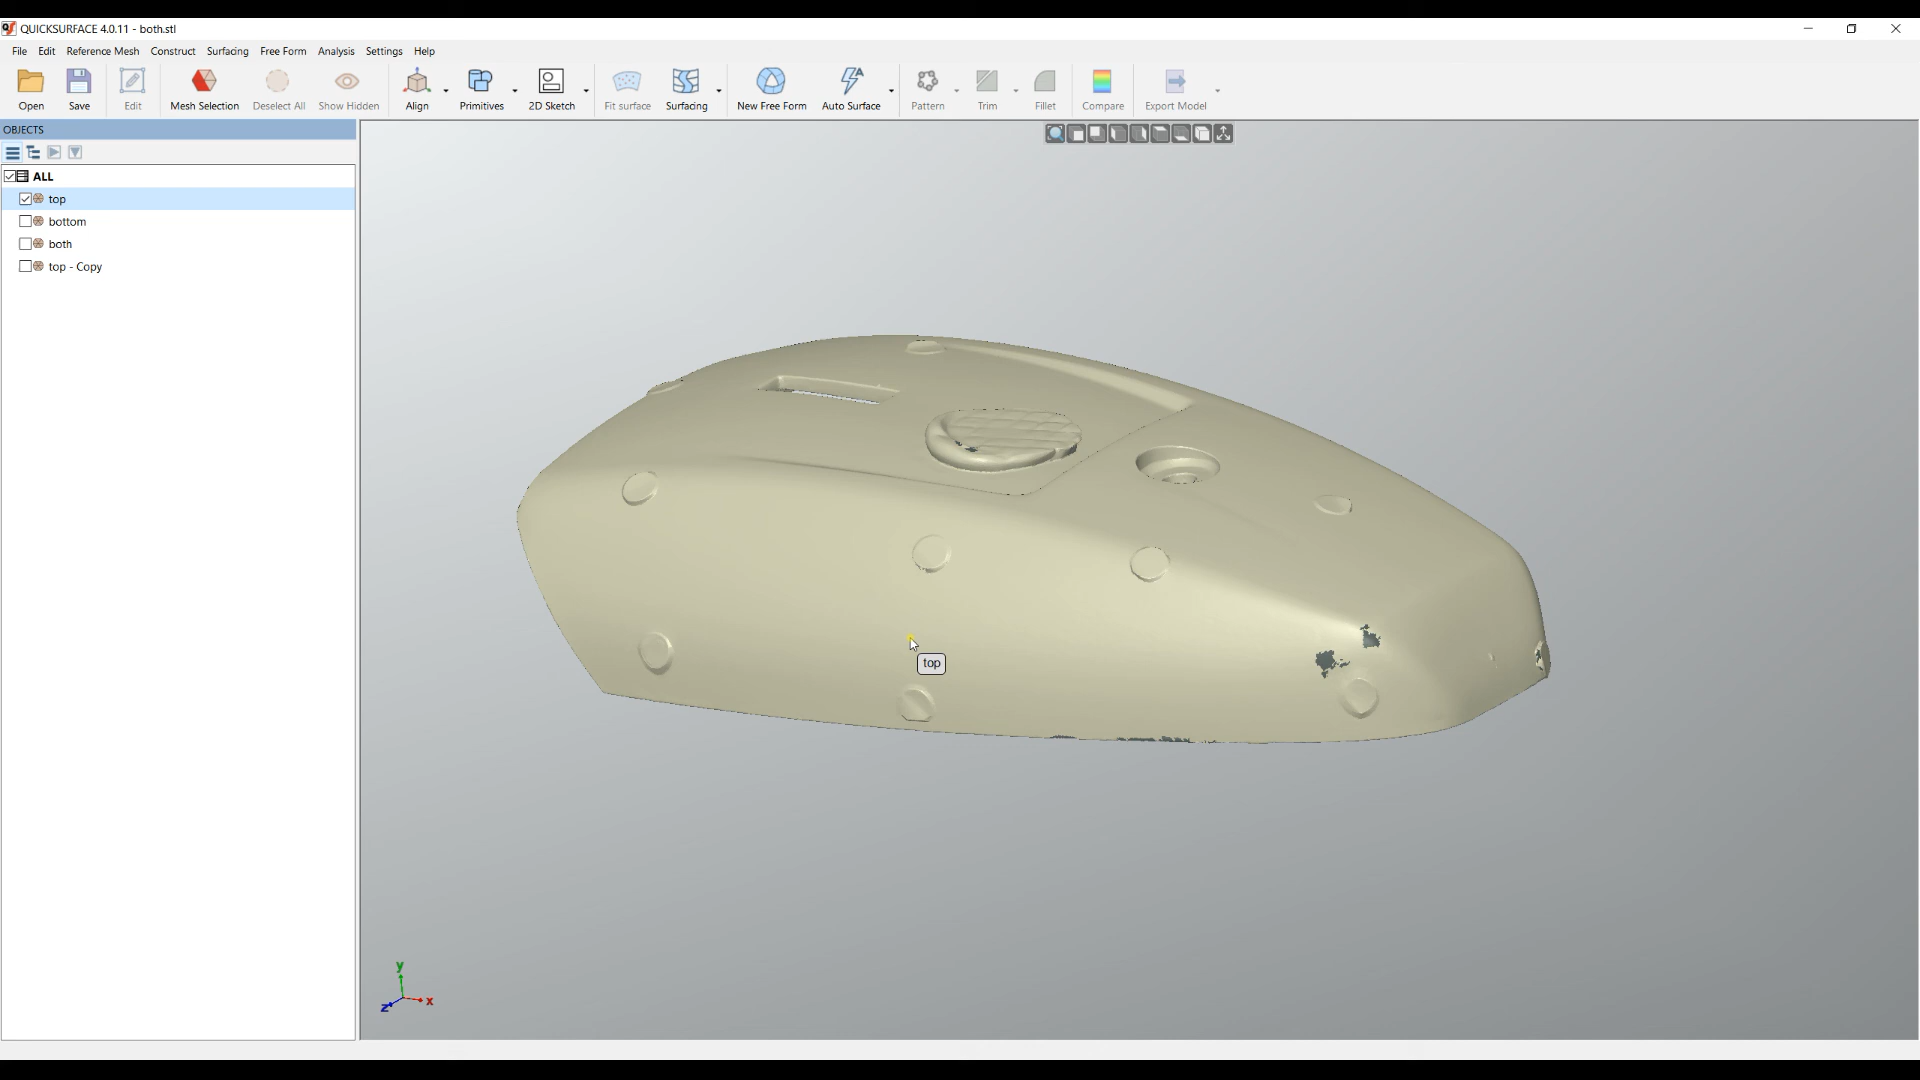 QUICKSURFACE 4.0.11 - both.stl
File Edit Reference Mesh Construct Surfacing Free Form Analysis Settings Help
Open Save Edit Mesh Selection Deselect All Show Hidden Align Primitives 2D Sketch Fit surface Surfacing New Free Form Auto Surface Pattern Trim Fillet Compare Export Model
OBJECTS
ALL
top
bottom
both
top - Copy
top
y
x
z